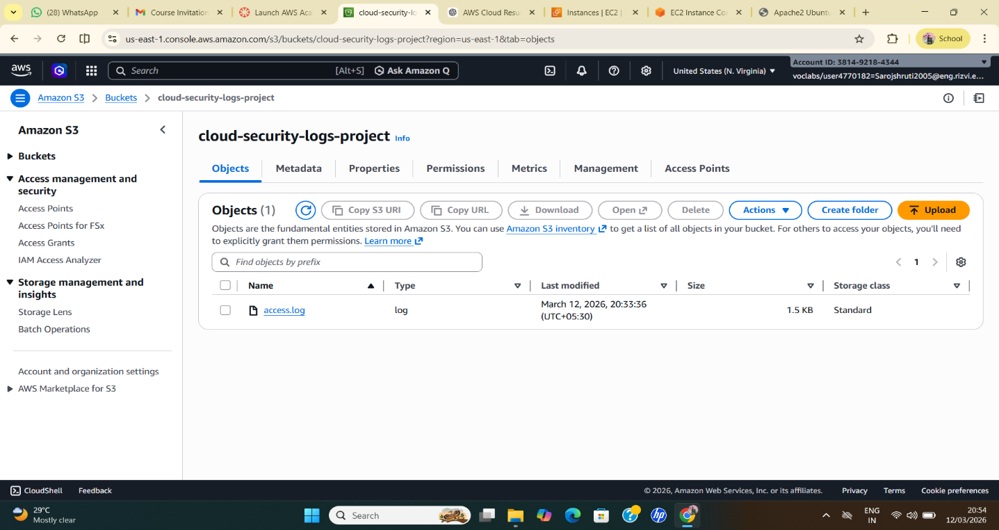 (28) WhatsApp
Course Invitation
Launch AWS Aca
cloud-security-lo
AWS Cloud Resu
Instances | EC2 |
EC2 Instance Co
Apache2 Ubuntu
us-east-1.console.aws.amazon.com/s3/buckets/cloud-security-logs-project?region=us-east-1&tab=objects
School
aws
Search [Alt+S] Ask Amazon Q
United States (N. Virginia)
Account ID: 3814-9218-4344
voclabs/user4770182=Sarojshruti2005@eng.rizvi.e...
Amazon S3 > Buckets > cloud-security-logs-project
Amazon S3
Buckets
Access management and
security
Access Points
Access Points for FSx
Access Grants
IAM Access Analyzer
Storage management and
insights
Storage Lens
Batch Operations
Account and organization settings
AWS Marketplace for S3
cloud-security-logs-project Info
Objects Metadata Properties Permissions Metrics Management Access Points
Objects (1) Copy S3 URI Copy URL Download Open Delete Actions Create folder Upload
Objects are the fundamental entities stored in Amazon S3. You can use Amazon S3 inventory to get a list of all objects in your bucket. For others to access your objects, you'll need
to explicitly grant them permissions. Learn more
Find objects by prefix
1
Name Type Last modified Size Storage class
access.log log March 12, 2026, 20:33:36 1.5 KB Standard
(UTC+05:30)
CloudShell Feedback © 2026, Amazon Web Services, Inc. or its affiliates. Privacy Terms Cookie preferences
29°C
Mostly clear
Search
ENG
IN
20:54
12/03/2026